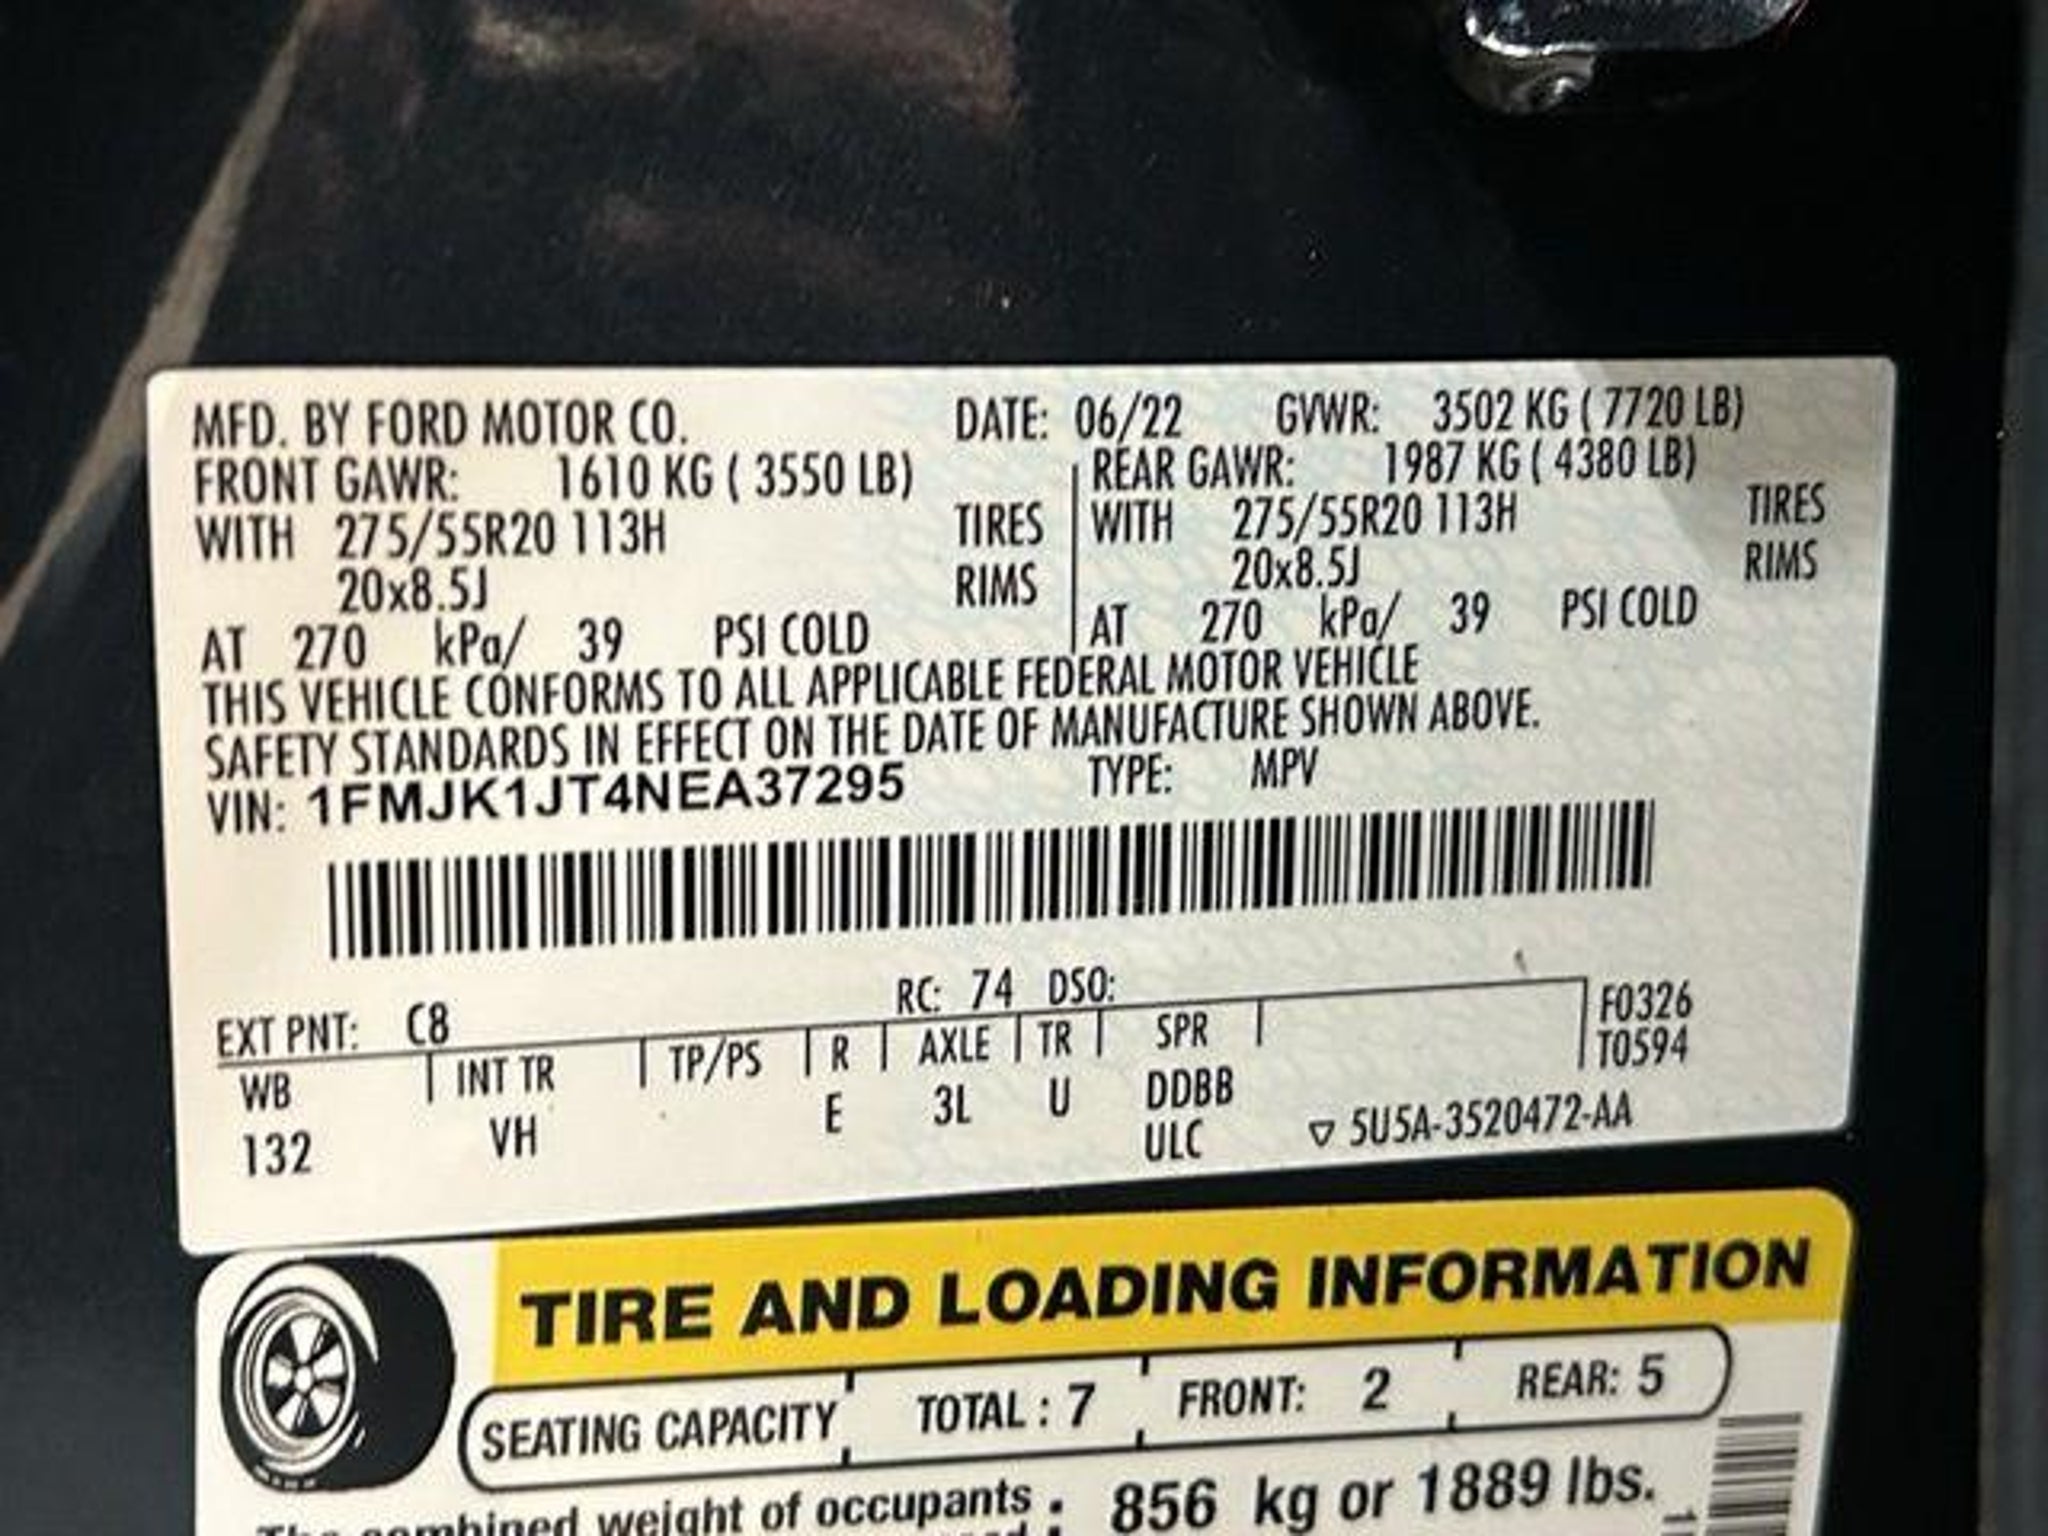 MFD. BY FORD MOTOR CO. DATE: 06/22 GVWR: 3502 KG ( 7720 LB)
FRONT GAWR: 1610 KG ( 3550 LB) REAR GAWR: 1987 KG ( 4380 LB)
WITH 275/55R20 113H TIRES WITH 275/55R20 113H TIRES
20x8.5J RIMS 20x8.5J RIMS
AT 270 kPa/ 39 PSI COLD AT 270 kPa/ 39 PSI COLD
THIS VEHICLE CONFORMS TO ALL APPLICABLE FEDERAL MOTOR VEHICLE
SAFETY STANDARDS IN EFFECT ON THE DATE OF MANUFACTURE SHOWN ABOVE.
VIN: 1FMJK1JT4NEA37295 TYPE: MPV
EXT PNT: C8 RC: 74 DSO: F0326
WB INT TR TP/PS R AXLE TR SPR T0594
132 VH E 3L U DDBB
ULC ▽ 5U5A-3520472-AA
TIRE AND LOADING INFORMATION
SEATING CAPACITY TOTAL : 7 FRONT: 2 REAR: 5
The combined weight of occupants : 856 kg or 1889 lbs.